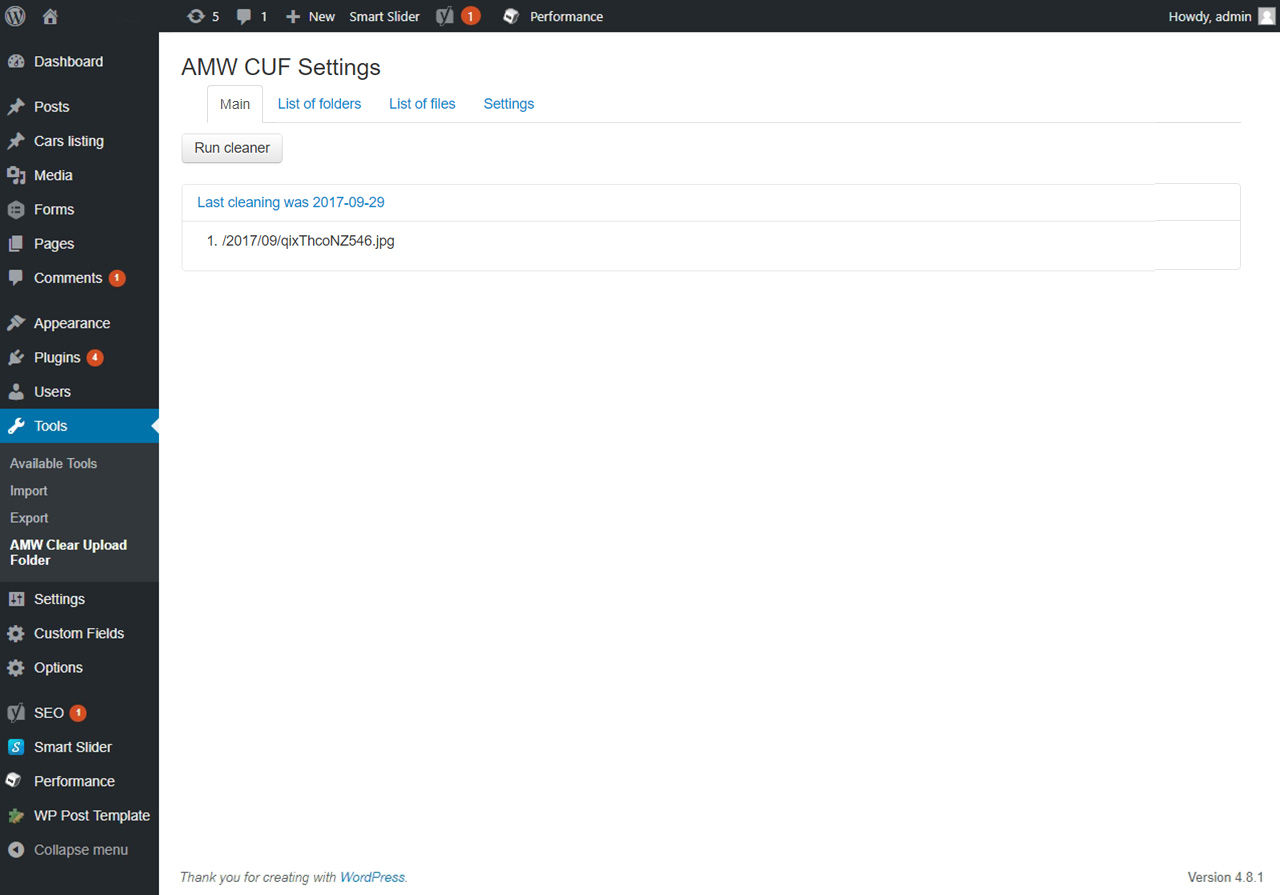 5 1 New Smart Slider 1 Performance Howdy, admin
Dashboard
Posts
Cars listing
Media
Forms
Pages
Comments 1
Appearance
Plugins 4
Users
Tools
Available Tools
Import
Export
AMW Clear Upload
Folder
Settings
Custom Fields
Options
SEO 1
Smart Slider
Performance
WP Post Template
Collapse menu
AMW CUF Settings
Main List of folders List of files Settings
Run cleaner
Last cleaning was 2017-09-29
1. /2017/09/qixThcoNZ546.jpg
Thank you for creating with WordPress. Version 4.8.1